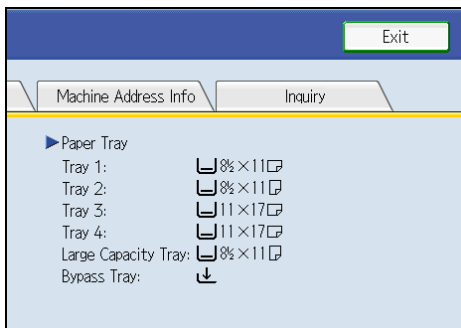 Exit
Machine Address Info
Inquiry
Paper Tray
Tray 1: 8½×11
Tray 2: 8½×11
Tray 3: 11×17
Tray 4: 11×17
Large Capacity Tray: 8½×11
Bypass Tray: